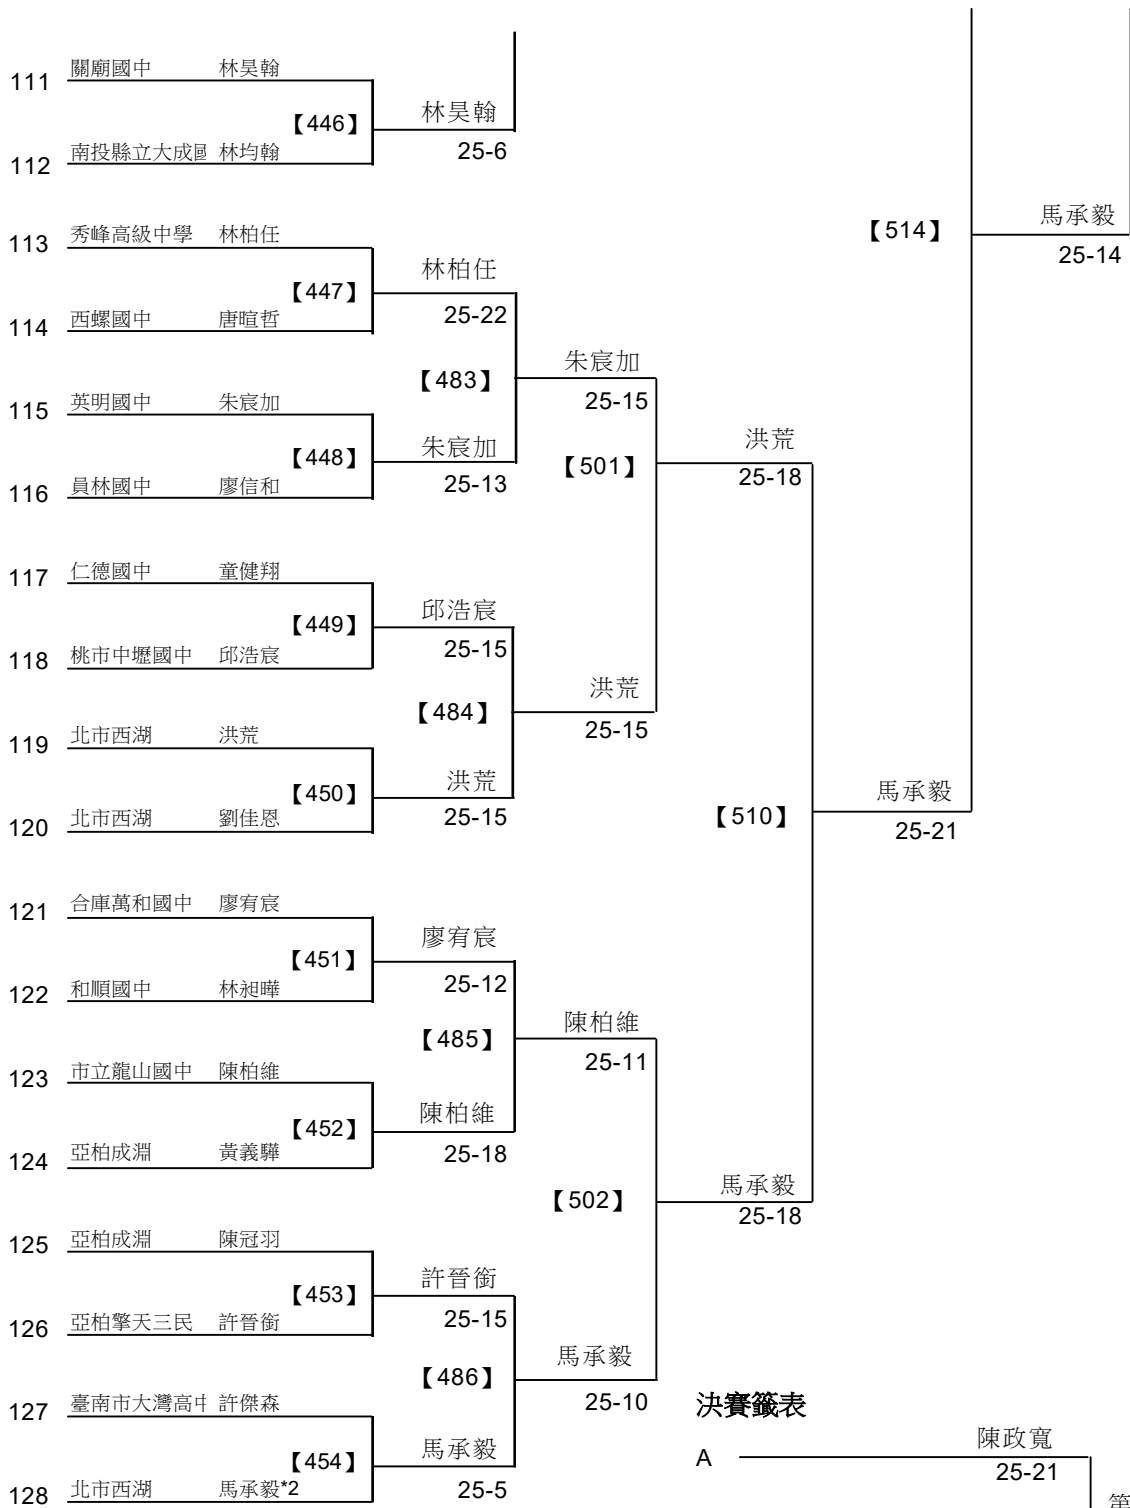 111 關廟國中 林昊翰
【446】 林昊翰
25-6
112 南投縣立大成國 林均翰
馬承毅
【514】
25-14
113 秀峰高級中學 林柏任
【447】 林柏任
25-22
114 西螺國中 唐暄哲
【483】 朱宸加
25-15
115 英明國中 朱宸加
【448】 朱宸加
25-13
116 員林國中 廖信和
【501】 洪荒
25-18
117 仁德國中 童健翔
【449】 邱浩宸
25-15
118 桃市中壢國中 邱浩宸
【484】 洪荒
25-15
119 北市西湖 洪荒
【450】 洪荒
25-15
120 北市西湖 劉佳恩
【510】 馬承毅
25-21
121 合庫萬和國中 廖宥宸
【451】 廖宥宸
25-12
122 和順國中 林昶曄
【485】 陳柏維
25-11
123 市立龍山國中 陳柏維
【452】 陳柏維
25-18
124 亞柏成淵 黃義驊
【502】 馬承毅
25-18
125 亞柏成淵 陳冠羽
【453】 許晉銜
25-15
126 亞柏擎天三民 許晉銜
【486】 馬承毅
25-10
127 臺南市大灣高中 許傑森
【454】 馬承毅
25-5
128 北市西湖 馬承毅*2
決賽籤表
A 陳政寬
25-21
第